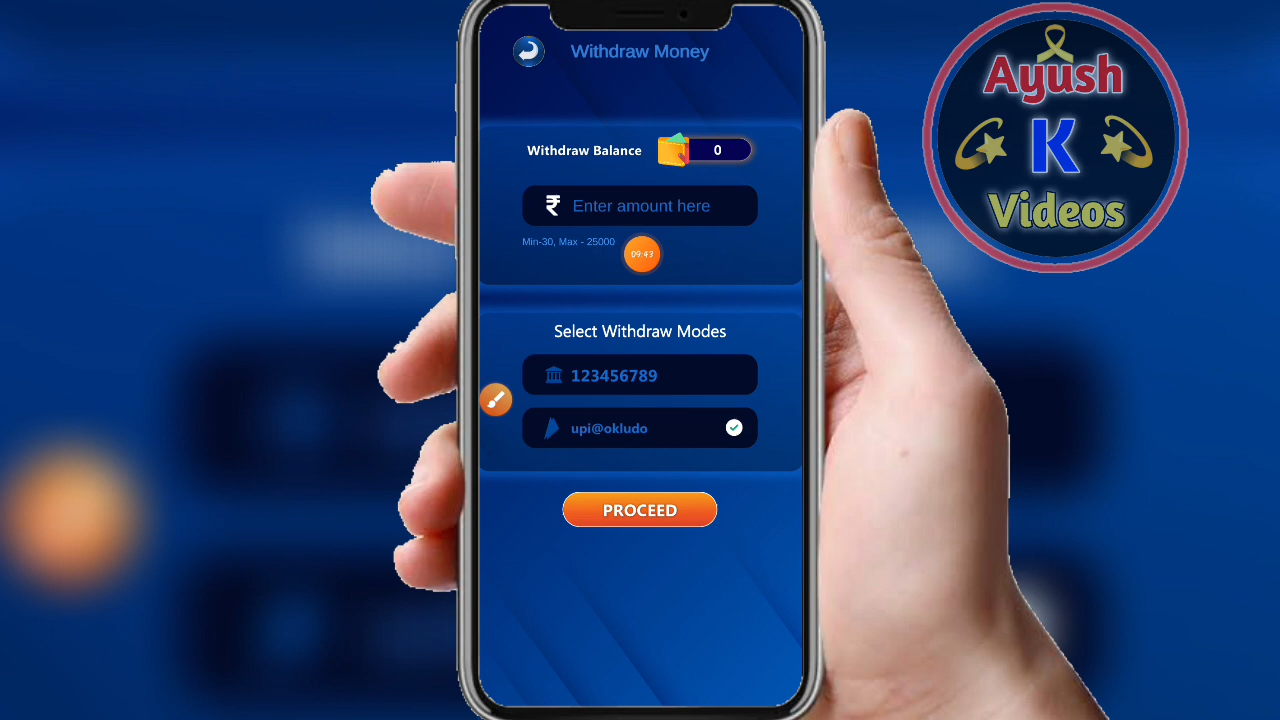 Withdraw Money
Withdraw Balance 0
₹ Enter amount here
Min-30, Max - 25000
09:43
Select Withdraw Modes
123456789
upi@okludo
PROCEED
Ayush
K
Videos